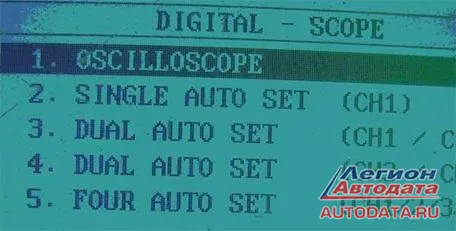 DIGITAL - SCOPE
1. OSCILLOSCOPE
2. SINGLE AUTO SET (CH1)
3. DUAL AUTO SET (CH1 / C
4. DUAL AUTO SET
5. FOUR AUTO SET
Легион
Автодата
AUTODATA.RU